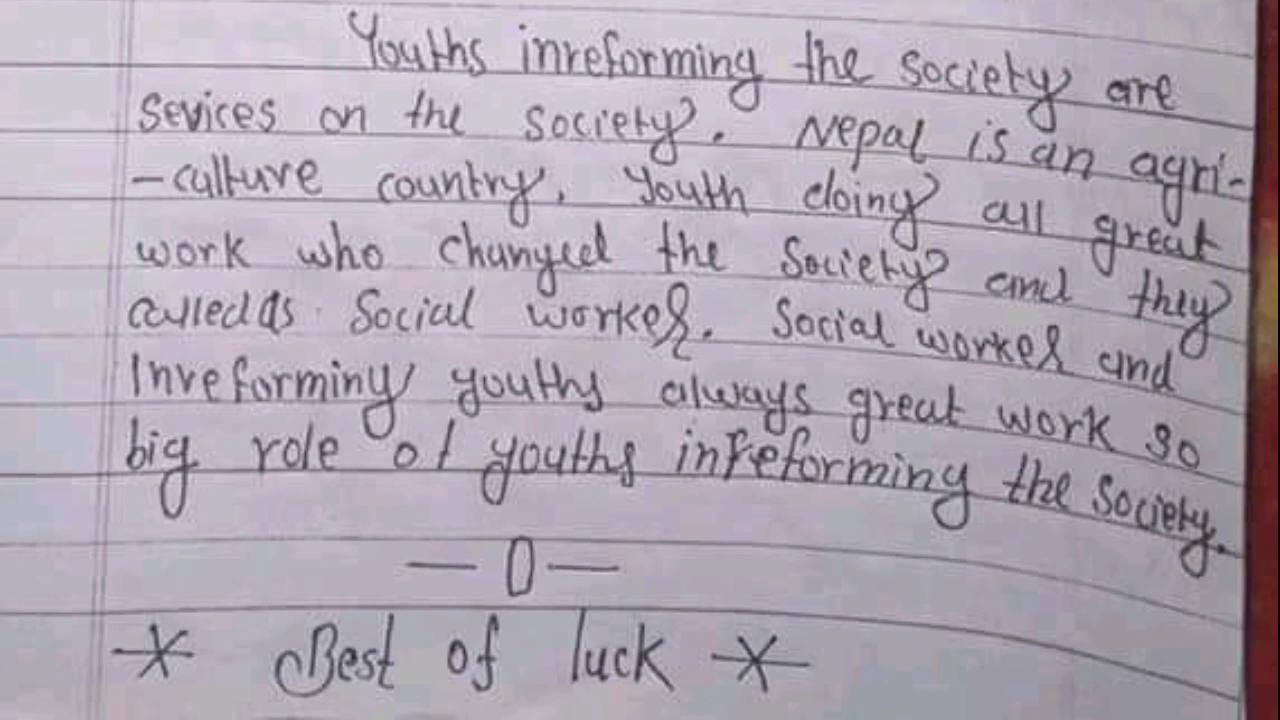 Youths inreforming the society are
Sevices on the society. Nepal is an agri-
-culture country. Youth doing all great
work who changed the Society and they
calledas Social worker. Social worker and
Inreforming youths always great work so
big role of youths inreforming the society.
— 0 —
* Best of luck *